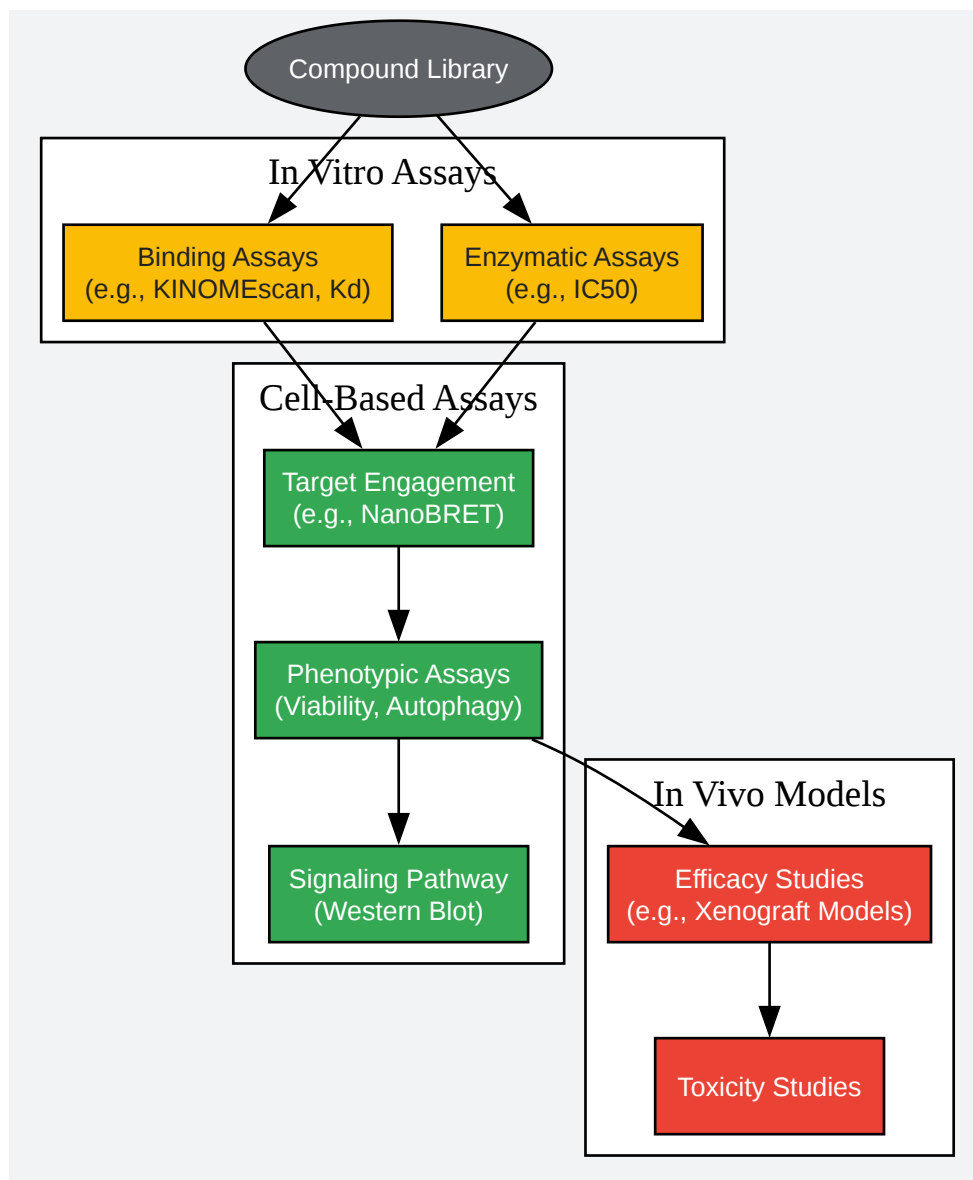 Compound Library
In Vitro Assays
Binding Assays
(e.g., KINOMEscan, Kd)
Enzymatic Assays
(e.g., IC50)
Cell-Based Assays
Target Engagement
(e.g., NanoBRET)
Phenotypic Assays
(Viability, Autophagy)
Signaling Pathway
(Western Blot)
In Vivo Models
Efficacy Studies
(e.g., Xenograft Models)
Toxicity Studies